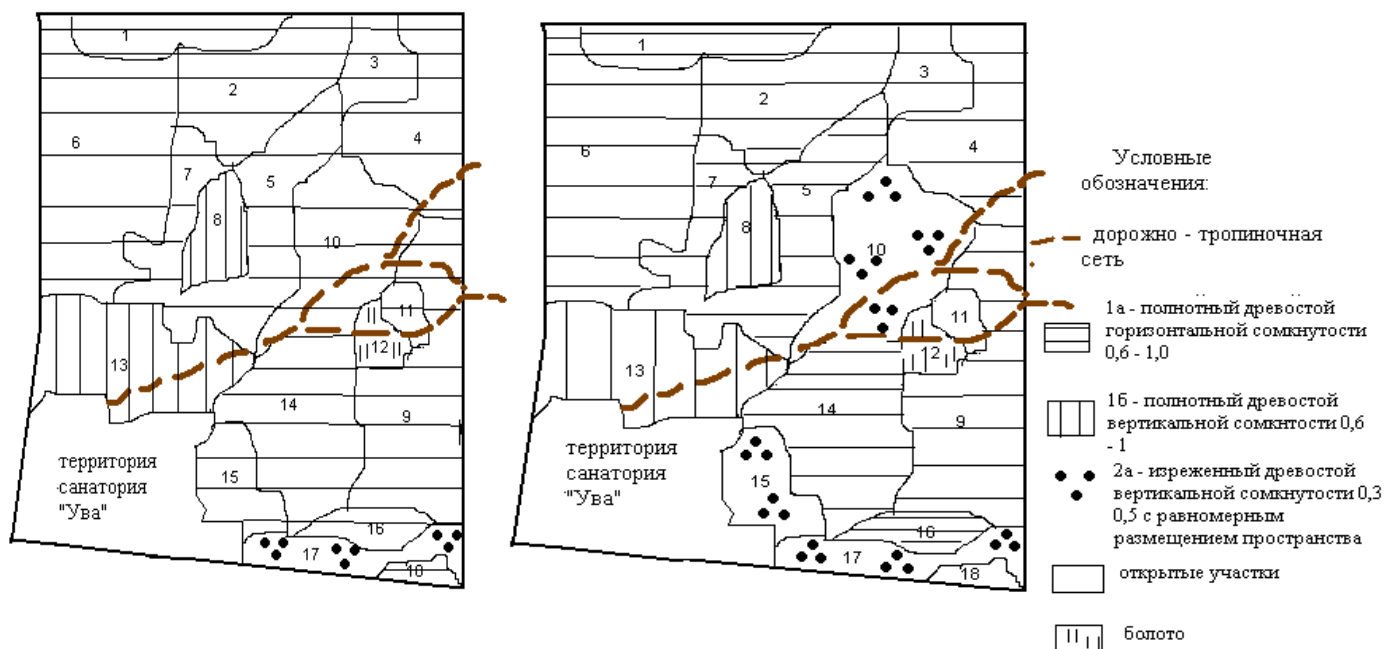 1
3
2
4
6
7
5
8
10
11
12
13
14
9
15
16
17
10
территория
санатория
"Ува"
1
3
2
4
6
7
5
8
10
11
12
13
14
9
15
16
17
18
территория
санатория
"Ува"
Условные
обозначения:
дорожно - тропиночная
сеть
1а - полнотный древостой
горизонтальной сомкнутости
0,6 - 1,0
1б - полнотный древостой
вертикальной сомкнтости 0,6
- 1
2а - изреженный древостой
вертикальной сомкнутости 0,3
0,5 с равномерным
размещением пространства
открытые участки
болото